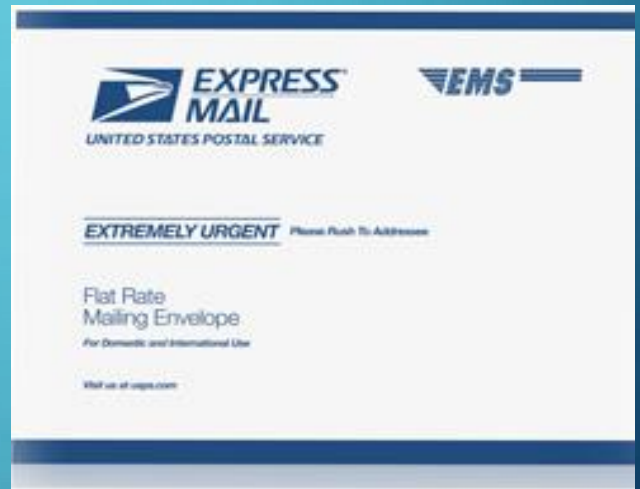 EXPRESS
MAIL
EMS
UNITED STATES POSTAL SERVICE
EXTREMELY URGENT Please Rush To Addressee
Flat Rate
Mailing Envelope
For Domestic and International Use
Visit us at usps.com